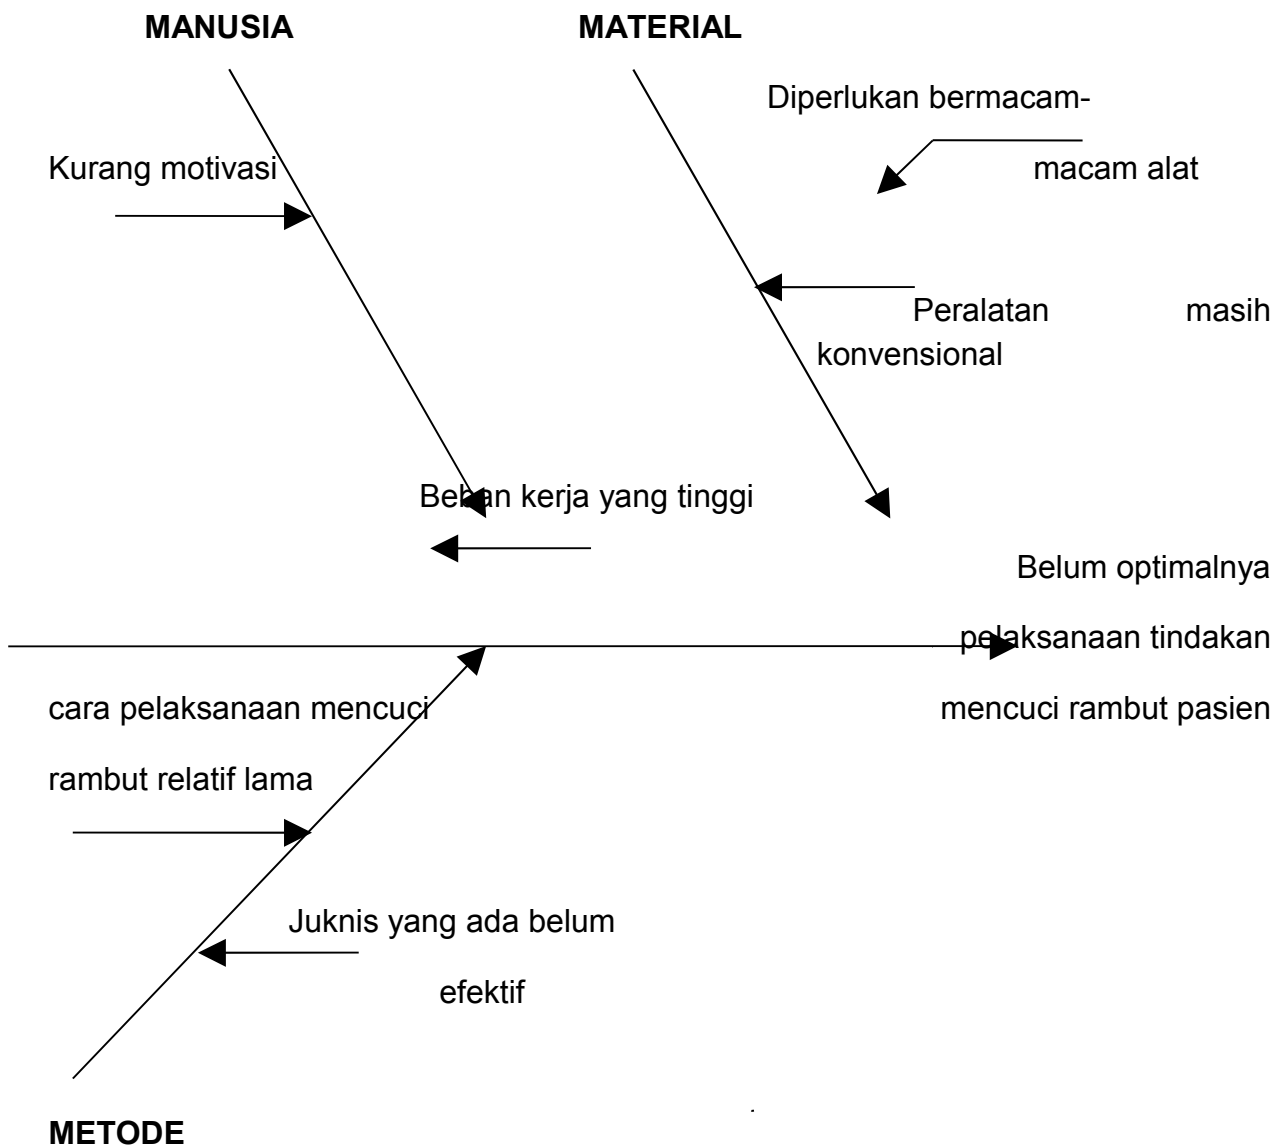 MANUSIA MATERIAL
Diperlukan bermacam-
Kurang motivasi macam alat
Peralatan masih
konvensional
Beban kerja yang tinggi
Belum optimalnya
pelaksanaan tindakan
cara pelaksanaan mencuci mencuci rambut pasien
rambut relatif lama
Juknis yang ada belum
efektif
METODE